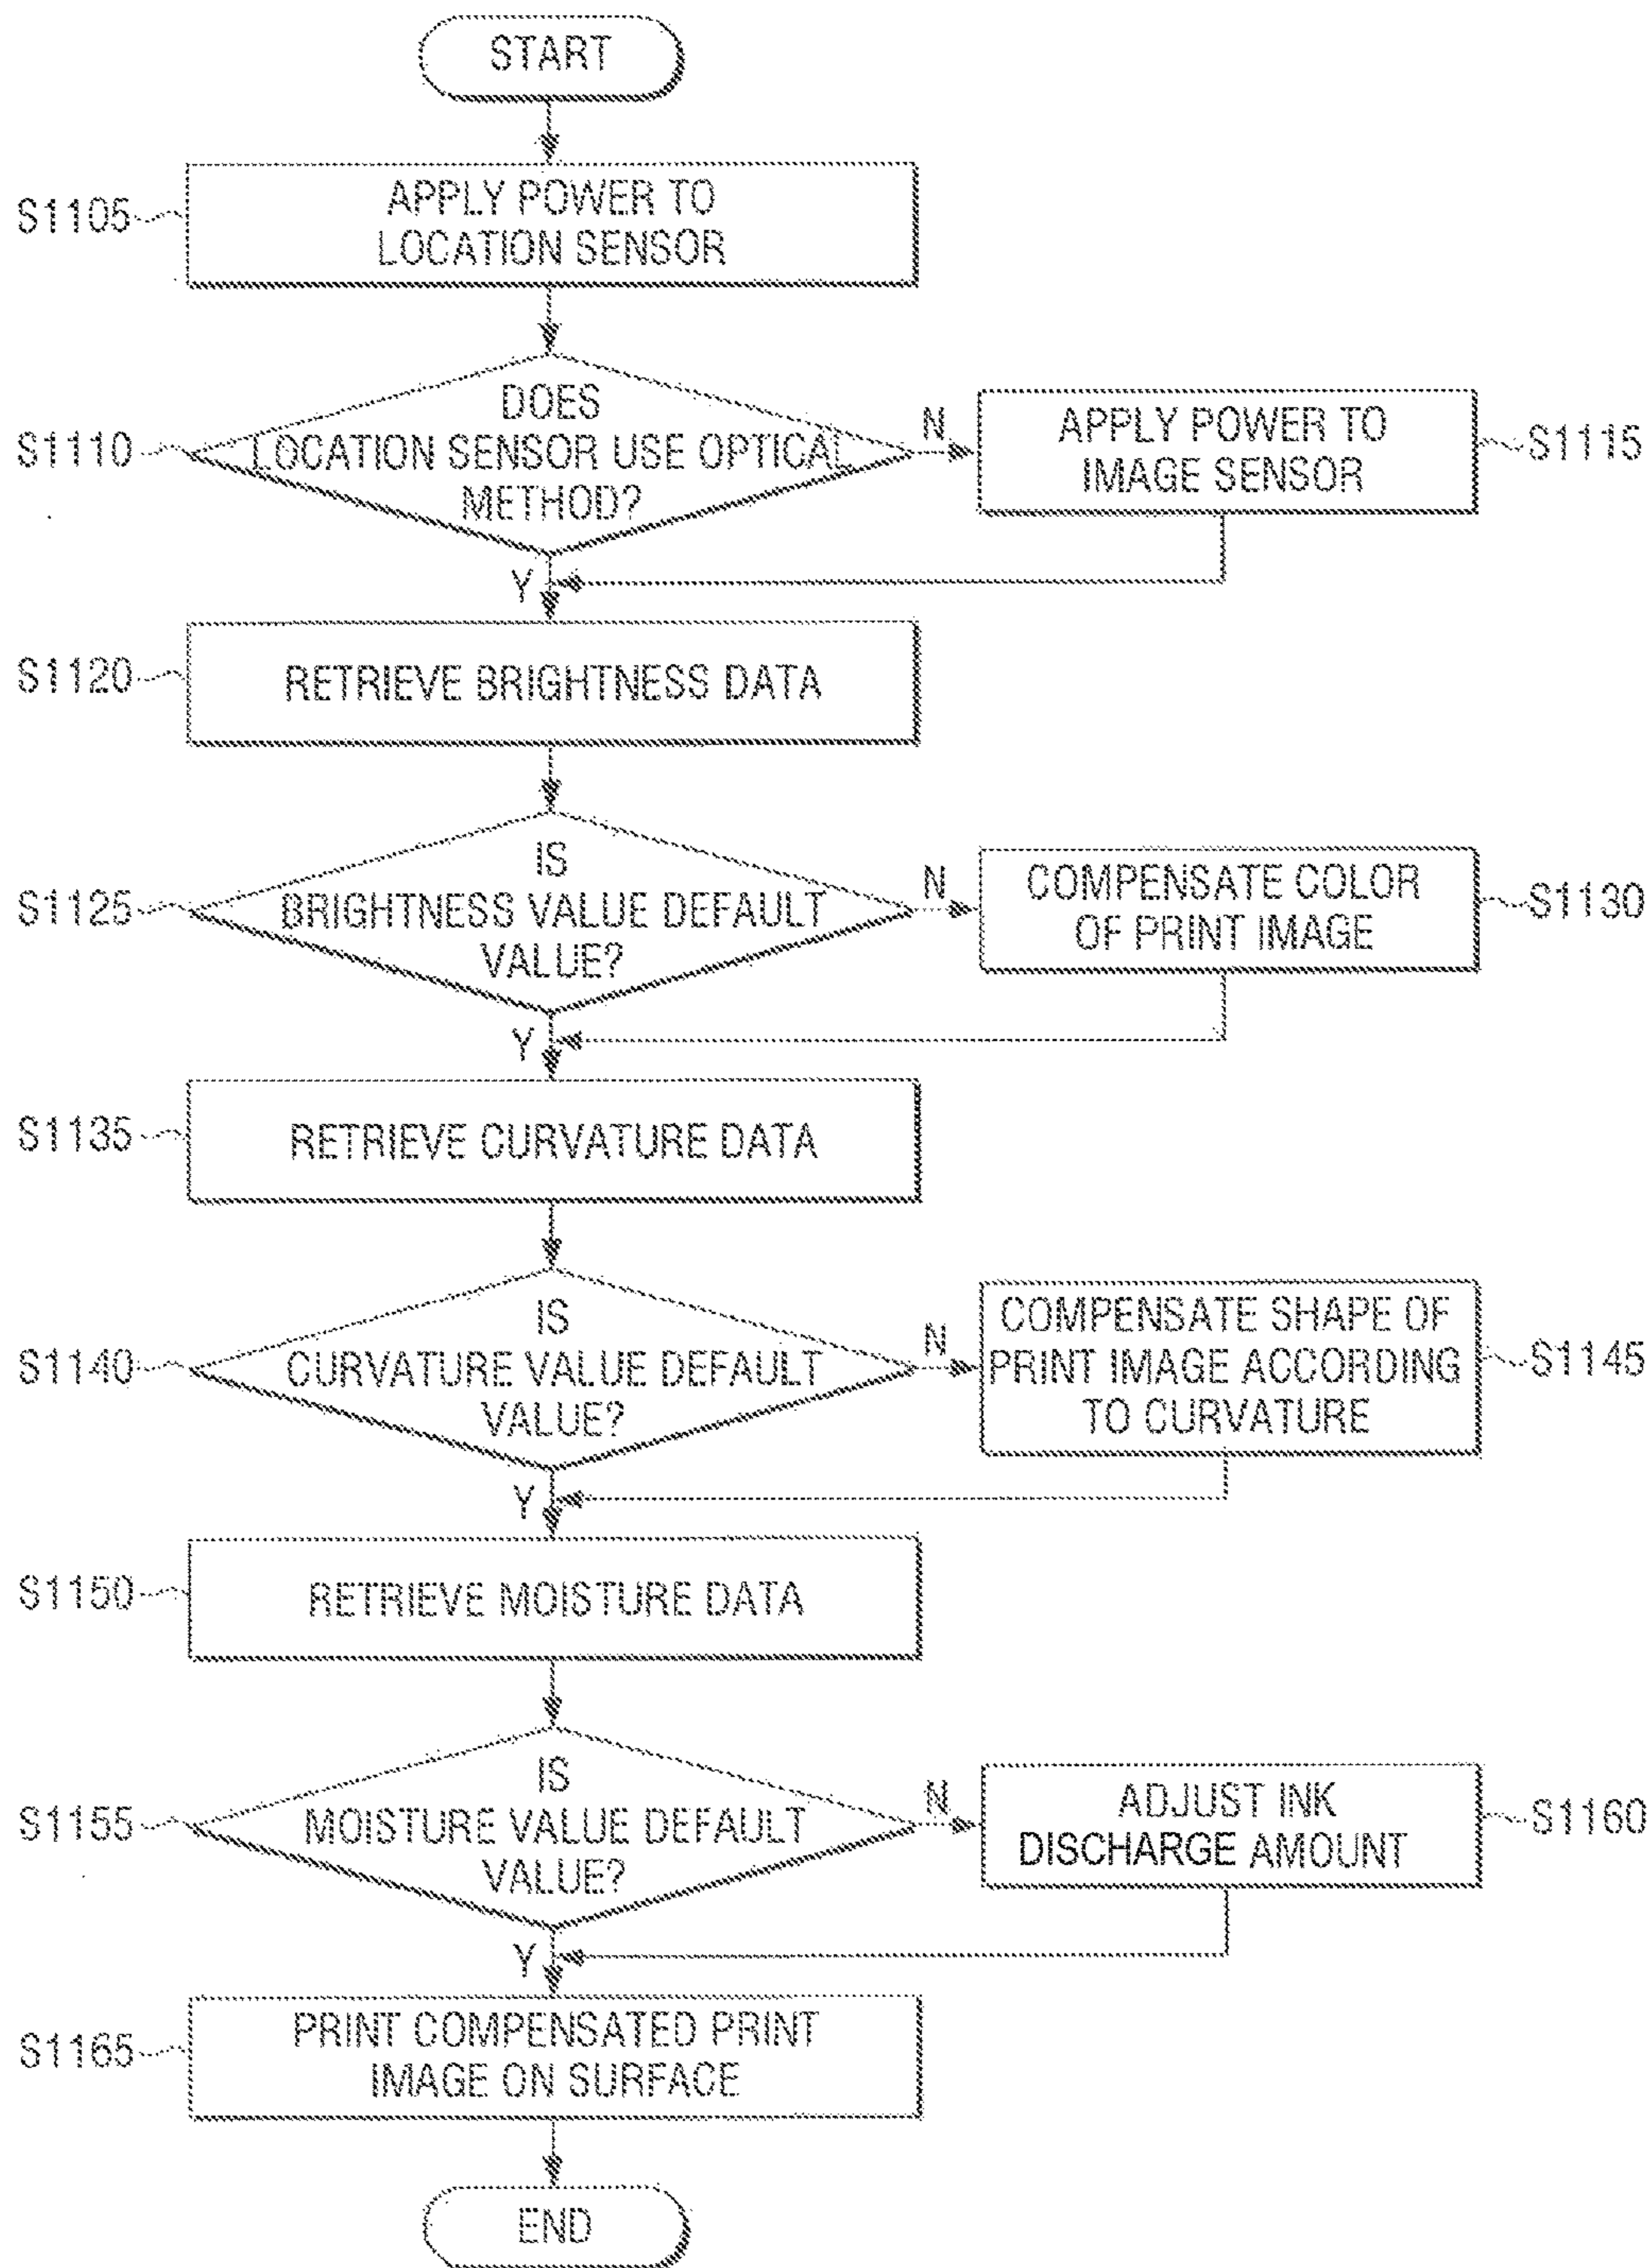 START
S1105
APPLY POWER TO
LOCATION SENSOR
S1110
DOES
LOCATION SENSOR USE OPTICAL
METHOD?
N
APPLY POWER TO
IMAGE SENSOR
S1115
Y
S1120
RETRIEVE BRIGHTNESS DATA
S1125
IS
BRIGHTNESS VALUE DEFAULT
VALUE?
N
COMPENSATE COLOR
OF PRINT IMAGE
S1130
Y
S1135
RETRIEVE CURVATURE DATA
S1140
IS
CURVATURE VALUE DEFAULT
VALUE?
N
COMPENSATE SHAPE OF
PRINT IMAGE ACCORDING
TO CURVATURE
S1145
Y
S1150
RETRIEVE MOISTURE DATA
S1155
IS
MOISTURE VALUE DEFAULT
VALUE?
N
ADJUST INK
DISCHARGE AMOUNT
S1160
Y
S1165
PRINT COMPENSATED PRINT
IMAGE ON SURFACE
END